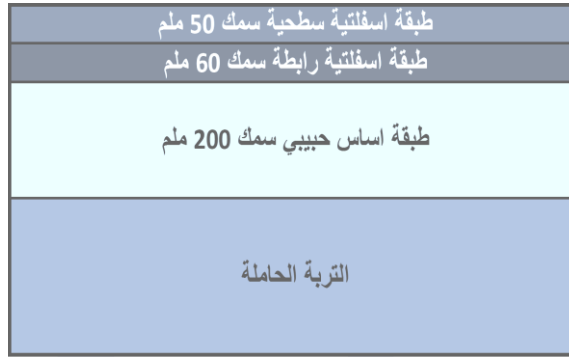 طبقة اسفلتية سطحية سمك 50 ملم
طبقة اسفلتية رابطة سمك 60 ملم
طبقة اساس حبيبي سمك 200 ملم
التربة الحاملة